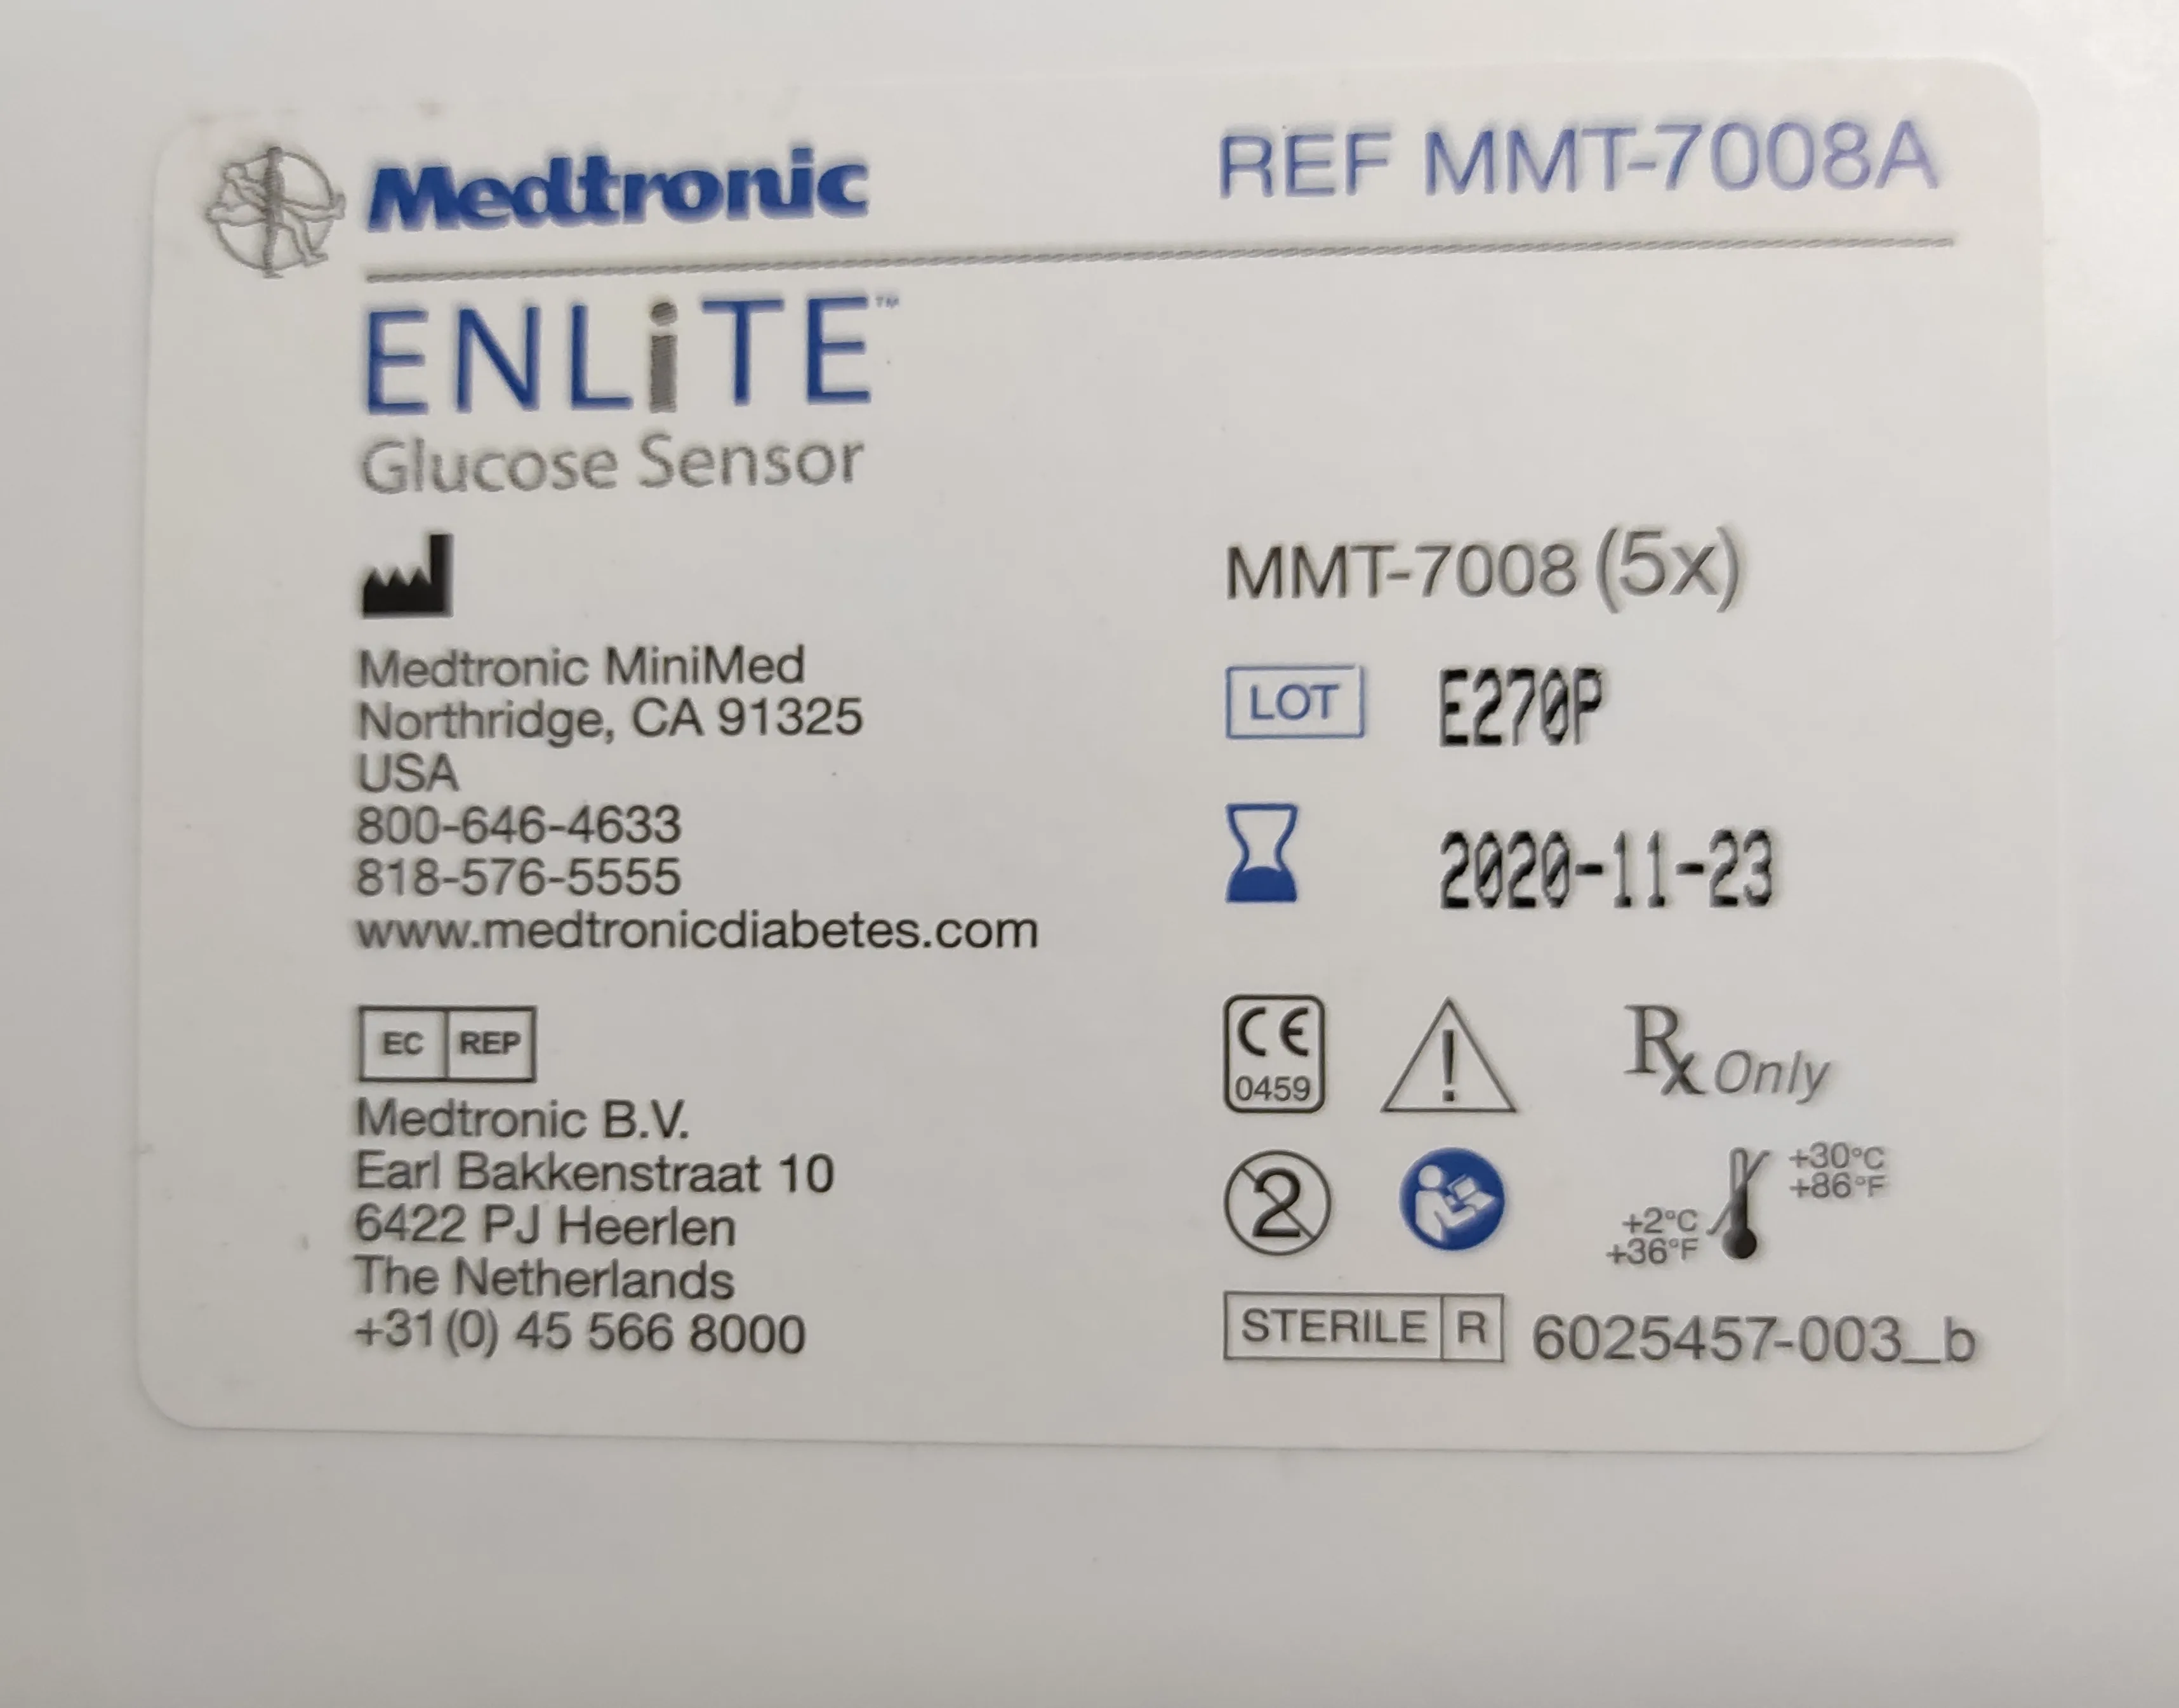 Medtronic
REF MMT-7008A
ENLiTE™
Glucose Sensor
Medtronic MiniMed
Northridge, CA 91325
USA
800-646-4633
818-576-5555
www.medtronicdiabetes.com
EC REP
Medtronic B.V.
Earl Bakkenstraat 10
6422 PJ Heerlen
The Netherlands
+31(0) 45 566 8000
MMT-7008 (5x)
LOT E270P
2020-11-23
CE
0459
!
Rx Only
2
+30°C
+86°F
+2°C
+36°F
STERILE R 6025457-003_b